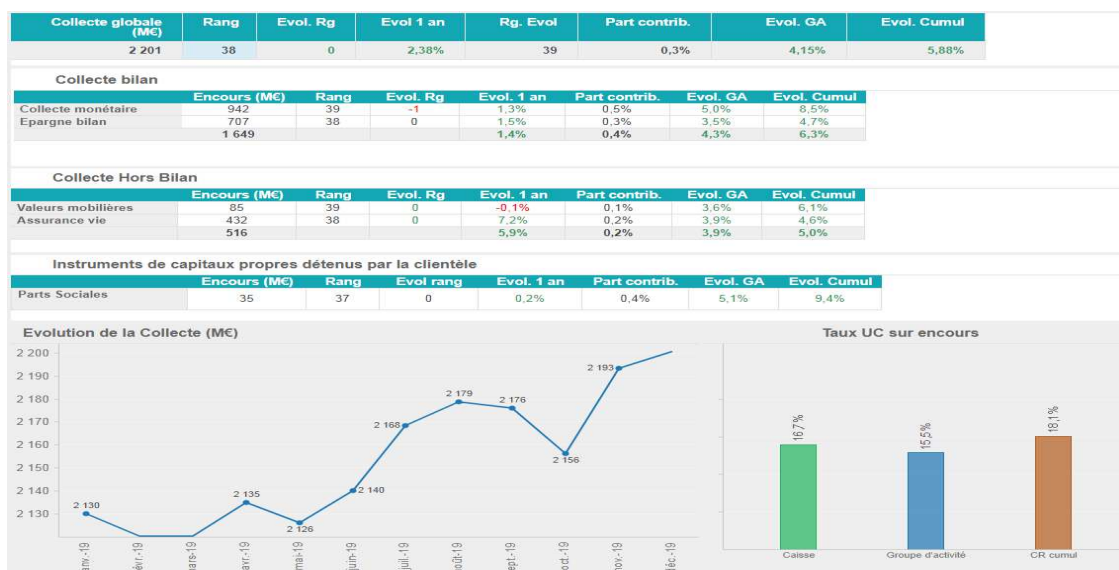 Collecte globale (M€) Rang Evol. Rg Evol 1 an Rg. Evol Part contrib. Evol. GA Evol. Cumul
2 201 38 0 2,38% 39 0,3% 4,15% 5,88%
Collecte bilan
Encours (M€) Rang Evol. Rg Evol. 1 an Part contrib. Evol. GA Evol. Cumul
Collecte monétaire 942 39 -1 1,3% 0,5% 5,0% 8,5%
Epargne bilan 707 38 0 1,5% 0,3% 3,5% 4,7%
1 649 1,4% 0,4% 4,3% 6,3%
Collecte Hors Bilan
Encours (M€) Rang Evol. Rg Evol. 1 an Part contrib. Evol. GA Evol. Cumul
Valeurs mobilières 85 39 0 -0,1% 0,1% 3,6% 6,1%
Assurance vie 432 38 0 7,2% 0,2% 3,9% 4,6%
516 5,9% 0,2% 3,9% 5,0%
Instruments de capitaux propres détenus par la clientèle
Encours (M€) Rang Evol rang Evol. 1 an Part contrib. Evol. GA Evol. Cumul
Parts Sociales 35 37 0 0,2% 0,4% 5,1% 9,4%
Evolution de la Collecte (M€)
2 200
2 190
2 180
2 170
2 160
2 150
2 140
2 130
2 130
2 135
2 126
2 140
2 168
2 179
2 176
2 156
2 193
anv.-19
évr.-19
ars-19
avr.-19
mai-19
juin-19
juil.-19
août-19
ept.-19
oct.-19
nov.-19
déc.-19
Taux UC sur encours
16,7%
15,5%
18,1%
Caisse
Groupe d'activité
CR cumul